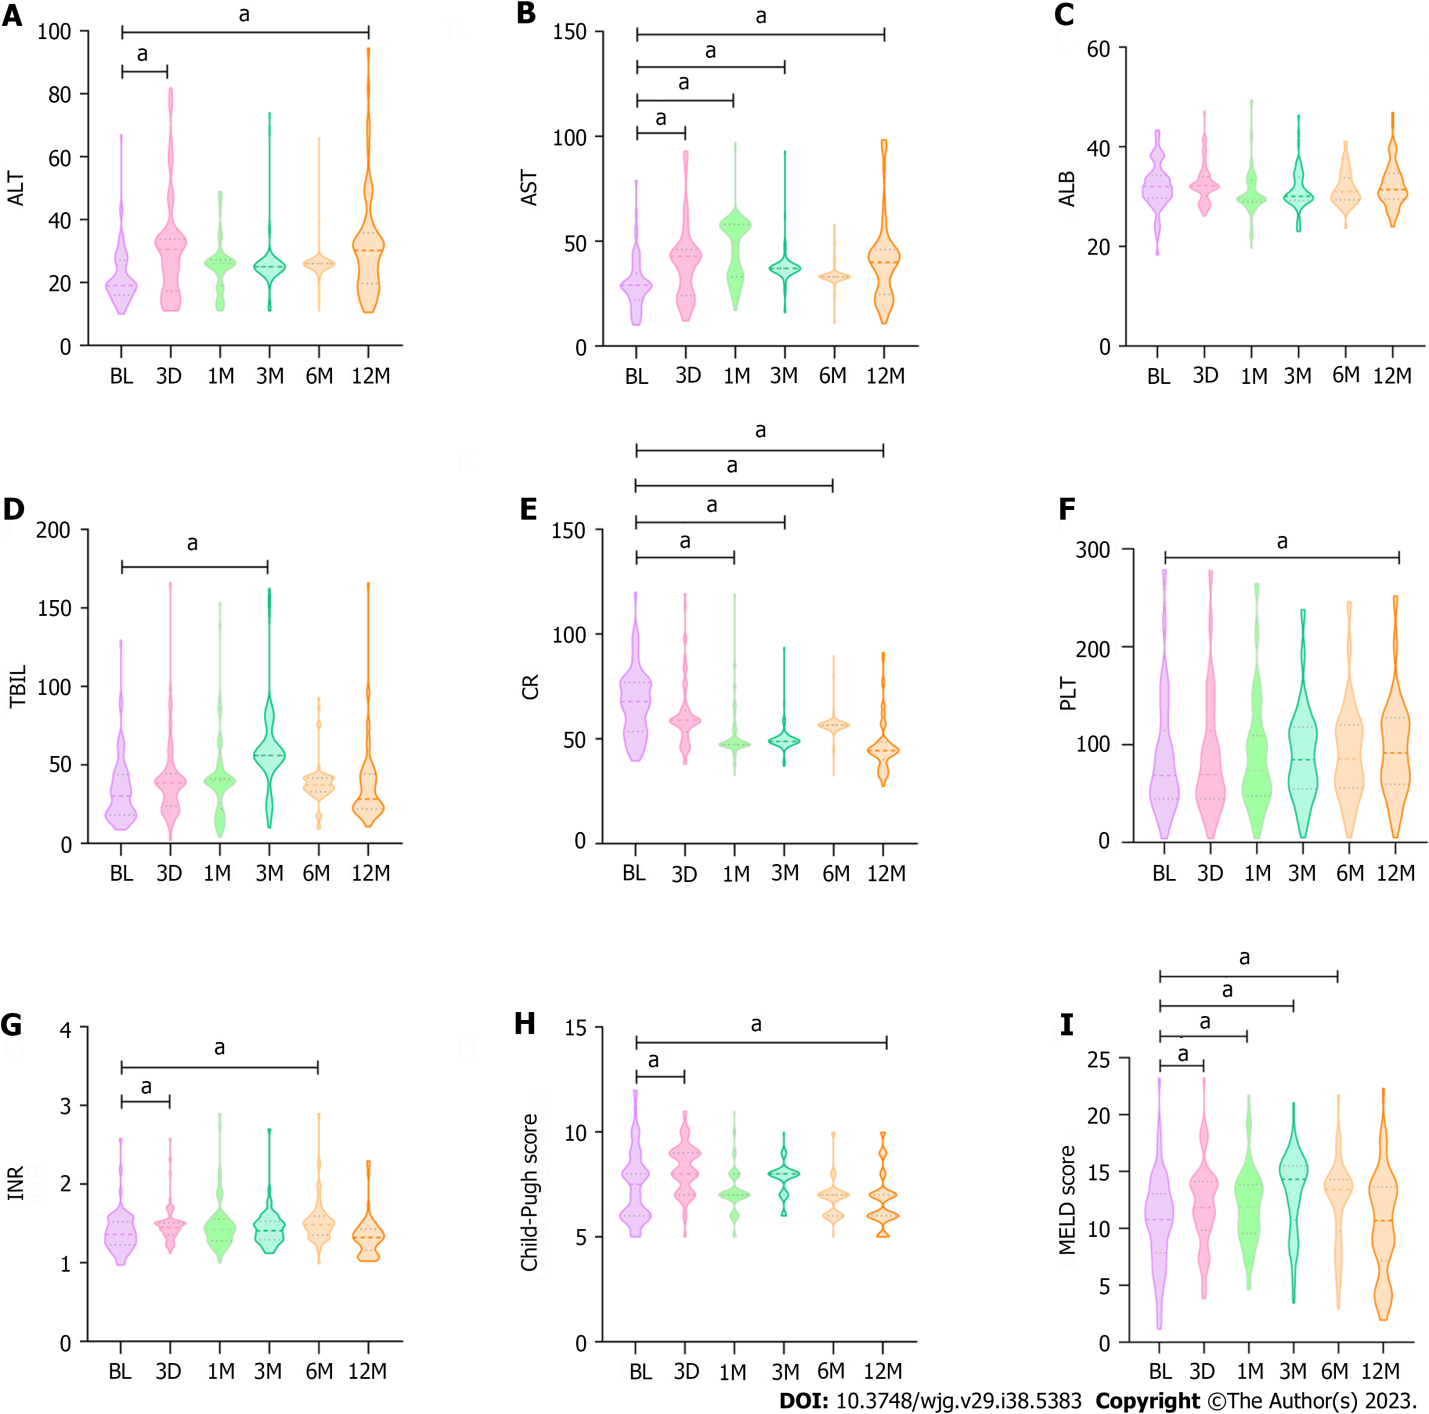 A
a
100
a
80
60
ALT
40
20
0
BL 3D 1M 3M 6M 12M
B
a
150
a
a
a
100
AST
50
0
BL 3D 1M 3M 6M 12M
C
60
40
ALB
20
0
BL 3D 1M 3M 6M 12M
D
200
a
150
100
TBIL
50
0
BL 3D 1M 3M 6M 12M
E
a
a
a
150
a
100
CR
50
0
BL 3D 1M 3M 6M 12M
F
300
a
200
PLT
100
0
BL 3D 1M 3M 6M 12M
G
4
a
3
a
2
INR
1
0
BL 3D 1M 3M 6M 12M
H
15
a
a
10
Child-Pugh score
5
0
BL 3D 1M 3M 6M 12M
I
a
a
a
a
25
20
15
MELD score
10
5
0
BL 3D 1M 3M 6M 12M
DOI: 10.3748/wjg.v29.i38.5383 Copyright ©The Author(s) 2023.